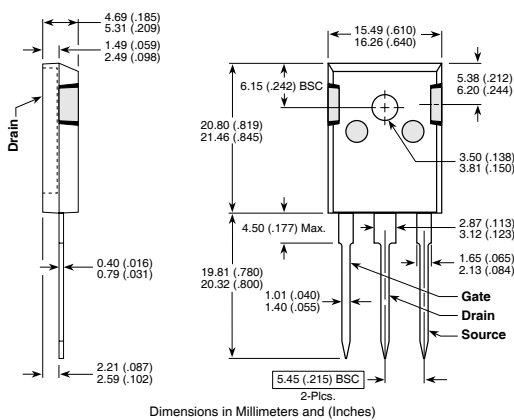 4.69 (.185)
5.31 (.209)
1.49 (.059)
2.49 (.098)
15.49 (.610)
16.26 (.640)
6.15 (.242) BSC
5.38 (.212)
6.20 (.244)
Drain
20.80 (.819)
21.46 (.845)
3.50 (.138)
3.81 (.150)
4.50 (.177) Max.
2.87 (.113)
3.12 (.123)
0.40 (.016)
0.79 (.031)
19.81 (.780)
20.32 (.800)
1.65 (.065)
2.13 (.084)
1.01 (.040)
1.40 (.055)
Gate
Drain
Source
2.21 (.087)
2.59 (.102)
5.45 (.215) BSC
2-Plcs.
Dimensions in Millimeters and (Inches)